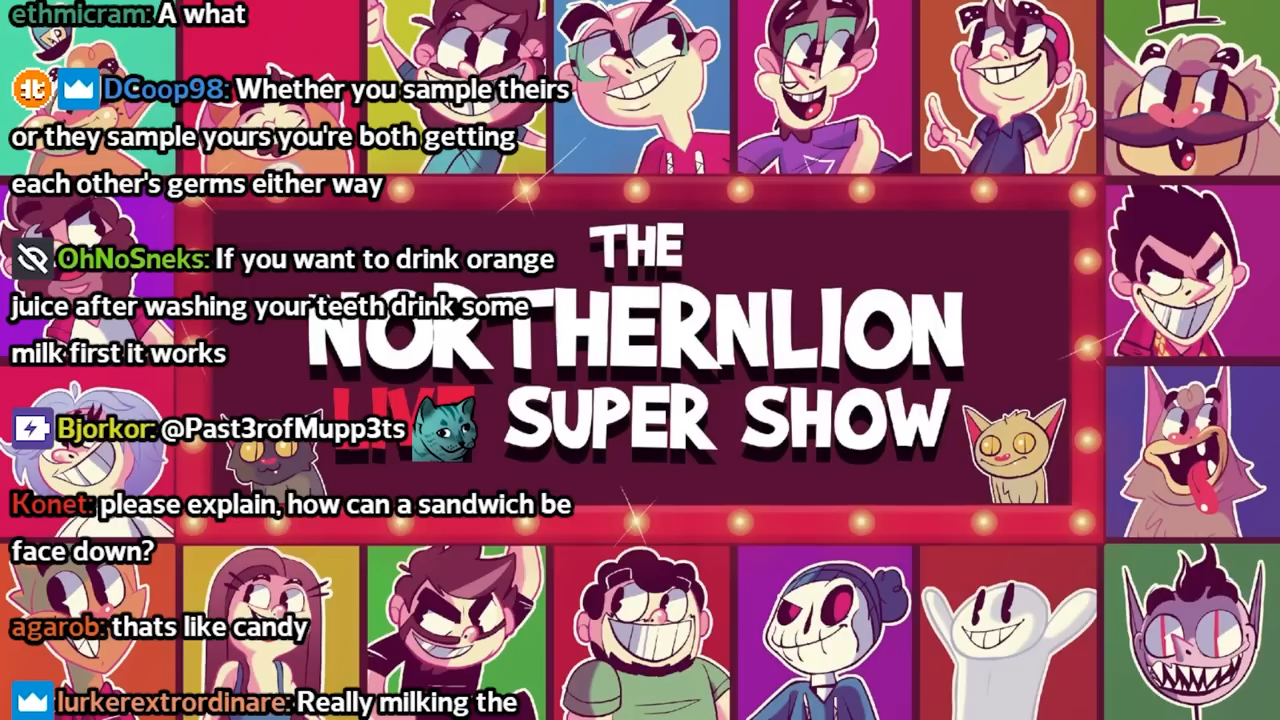 ethmicram: A what
DCoop98: Whether you sample theirs
or they sample yours you're both getting
each other's germs either way
OhNoSneks: If you want to drink orange
juice after washing your teeth drink some
milk first it works
Bjorkor: @Past3rofMupp3ts
Konet: please explain, how can a sandwich be
face down?
agarob: thats like candy
lurkerextrordinare: Really milking the
THE
NORTHERNLION
LIVE SUPER SHOW